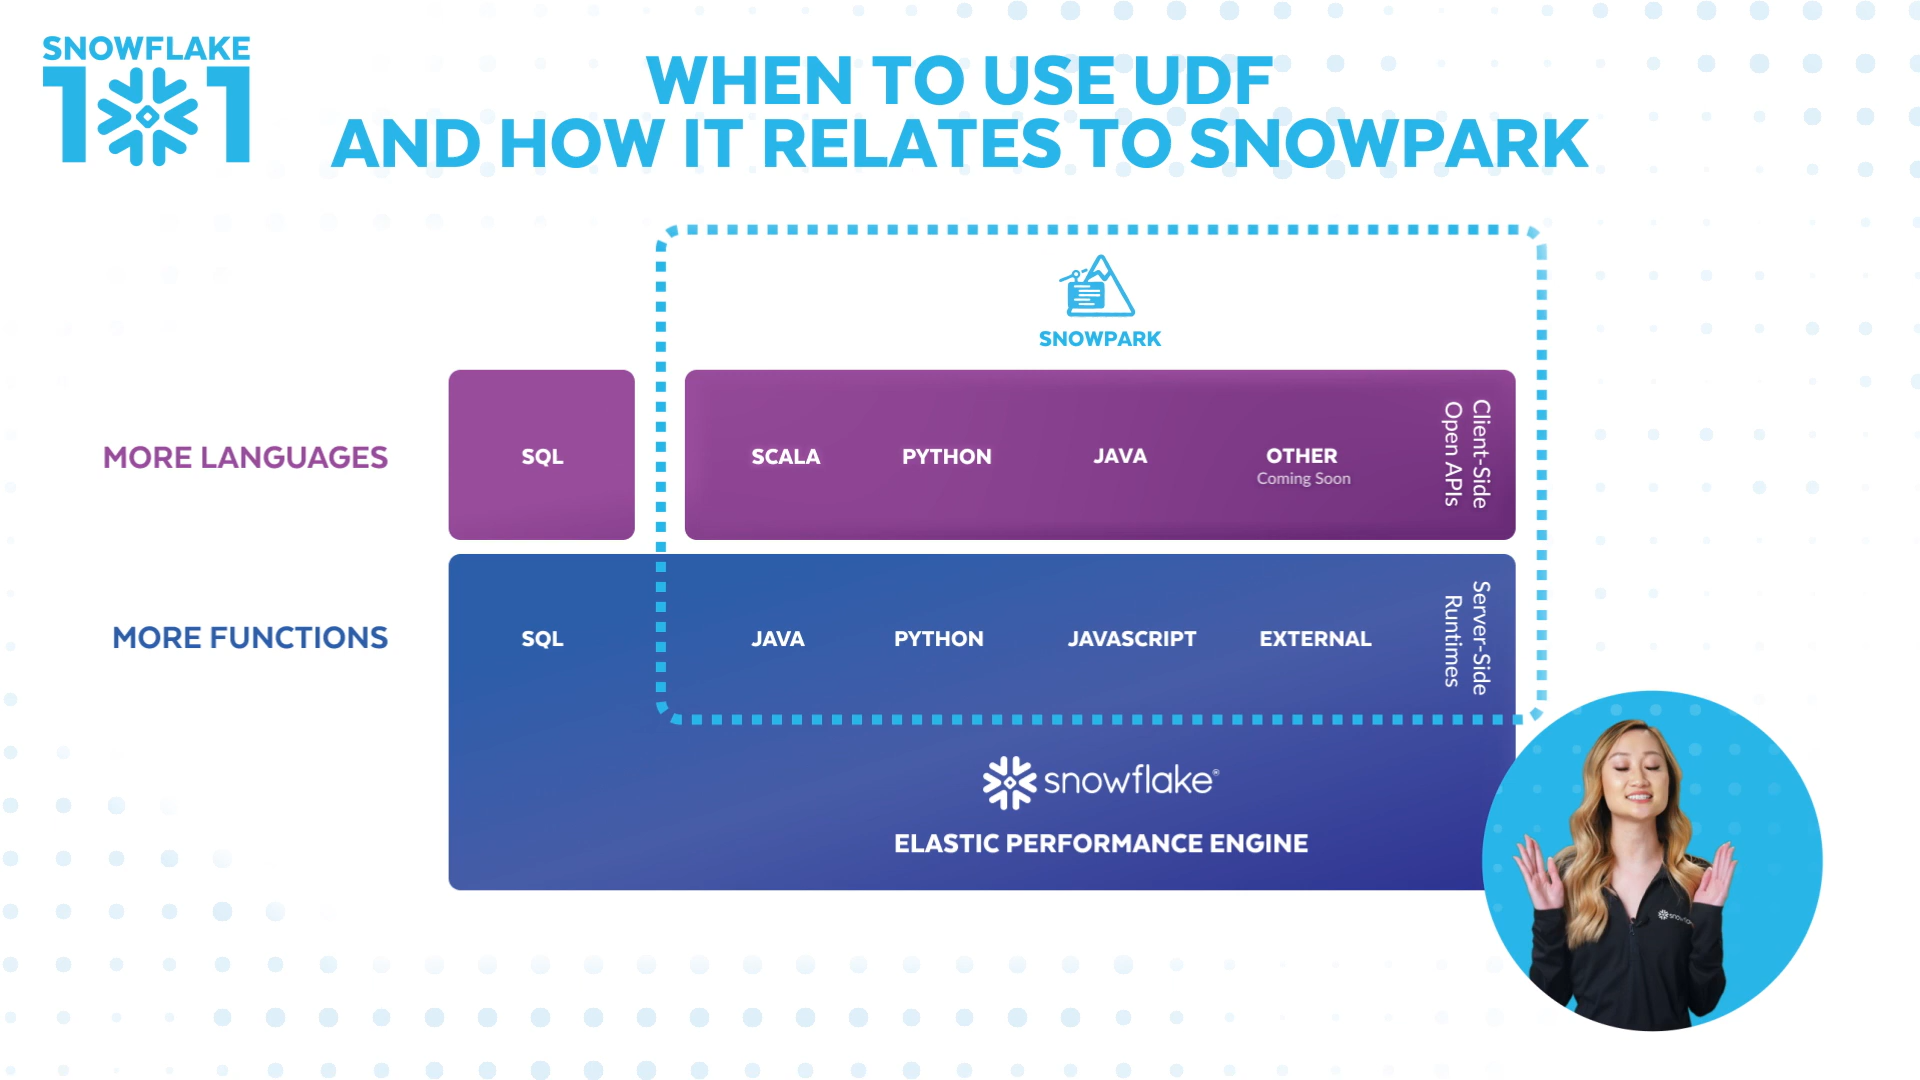 SNOWFLAKE
101
WHEN TO USE UDF
AND HOW IT RELATES TO SNOWPARK
SNOWPARK
MORE LANGUAGES
SQL
SCALA
PYTHON
JAVA
OTHER
Coming Soon
Client-Side
Open APIs
MORE FUNCTIONS
SQL
JAVA
PYTHON
JAVASCRIPT
EXTERNAL
Server-Side
Runtimes
snowflake®
ELASTIC PERFORMANCE ENGINE